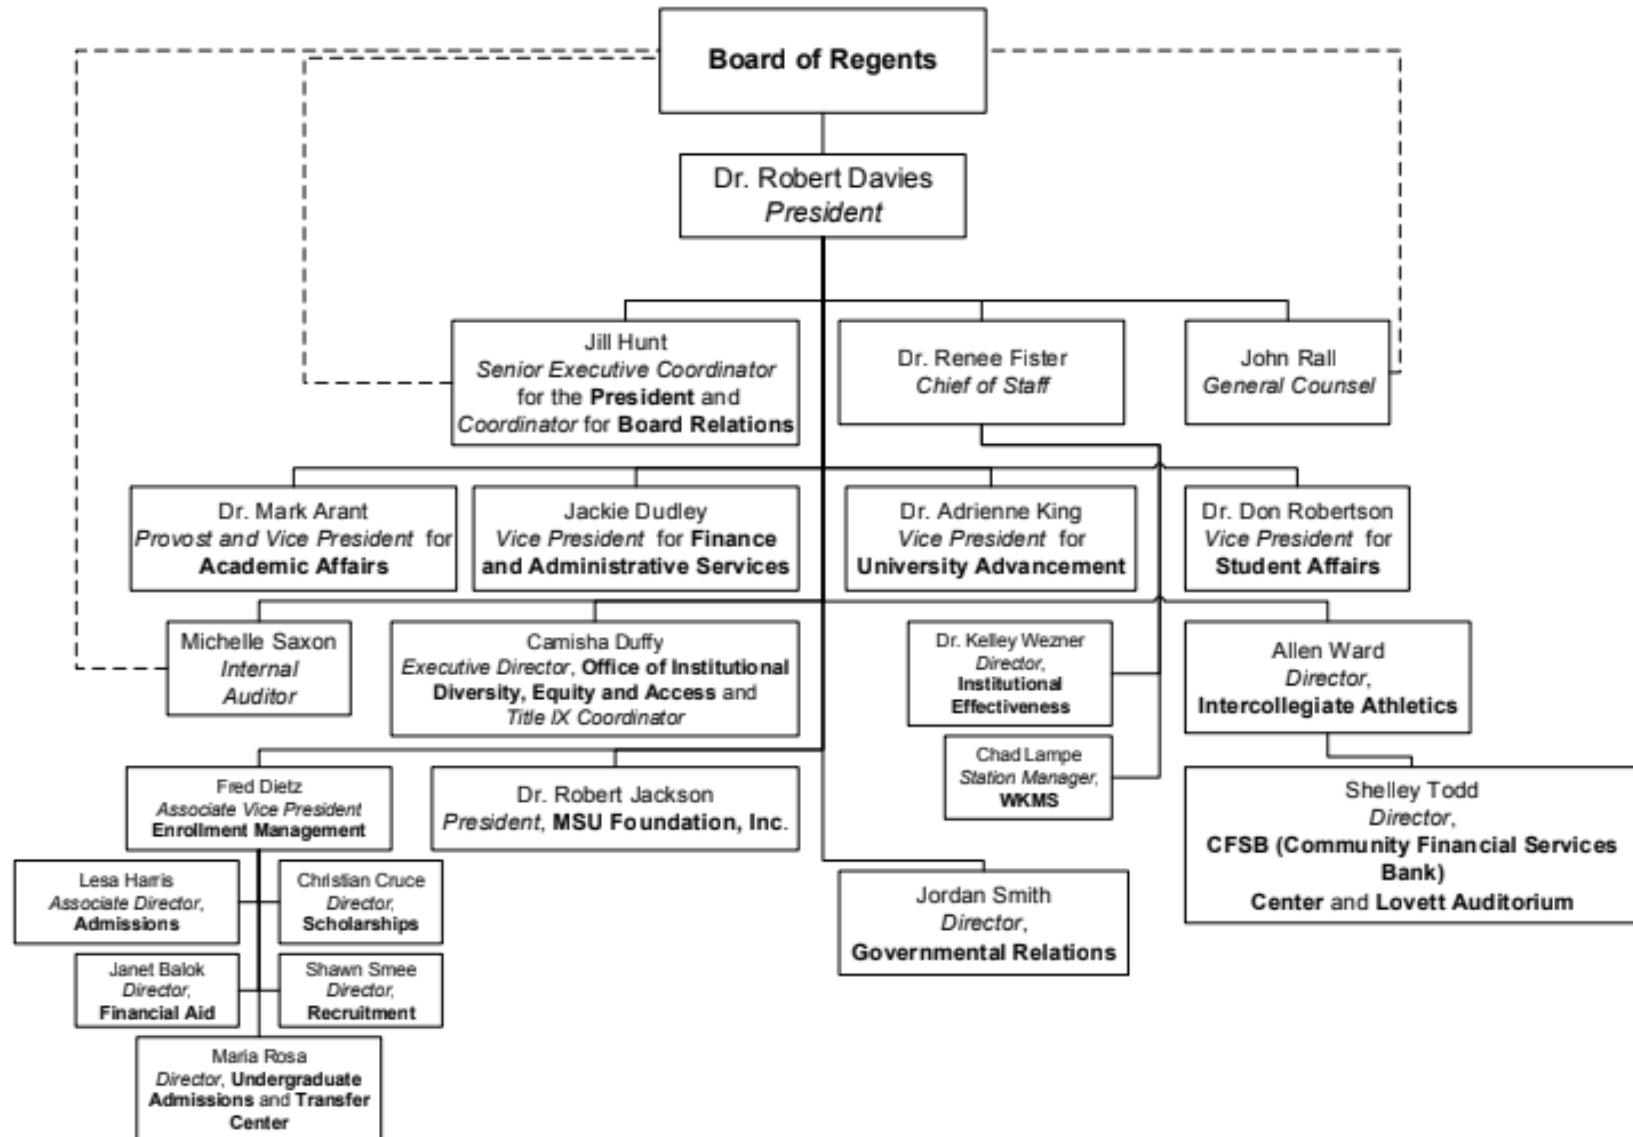 Board of Regents
Dr. Robert Davies
President
Jill Hunt
Senior Executive Coordinator
for the President and
Coordinator for Board Relations
Dr. Renee Fister
Chief of Staff
John Rall
General Counsel
Dr. Mark Arant
Provost and Vice President for
Academic Affairs
Jackie Dudley
Vice President for Finance
and Administrative Services
Dr. Adrienne King
Vice President for
University Advancement
Dr. Don Robertson
Vice President for
Student Affairs
Michelle Saxon
Internal
Auditor
Camisha Duffy
Executive Director, Office of Institutional
Diversity, Equity and Access and
Title IX Coordinator
Dr. Kelley Wezner
Director,
Institutional
Effectiveness
Allen Ward
Director,
Intercollegiate Athletics
Chad Lampe
Station Manager,
WKMS
Fred Dietz
Associate Vice President
Enrollment Management
Dr. Robert Jackson
President, MSU Foundation, Inc.
Shelley Todd
Director,
CFSB (Community Financial Services
Bank)
Center and Lovett Auditorium
Lesa Harris
Associate Director,
Admissions
Christian Cruce
Director,
Scholarships
Jordan Smith
Director,
Governmental Relations
Janet Balok
Director,
Financial Aid
Shawn Smee
Director,
Recruitment
Maria Rosa
Director, Undergraduate
Admissions and Transfer
Center